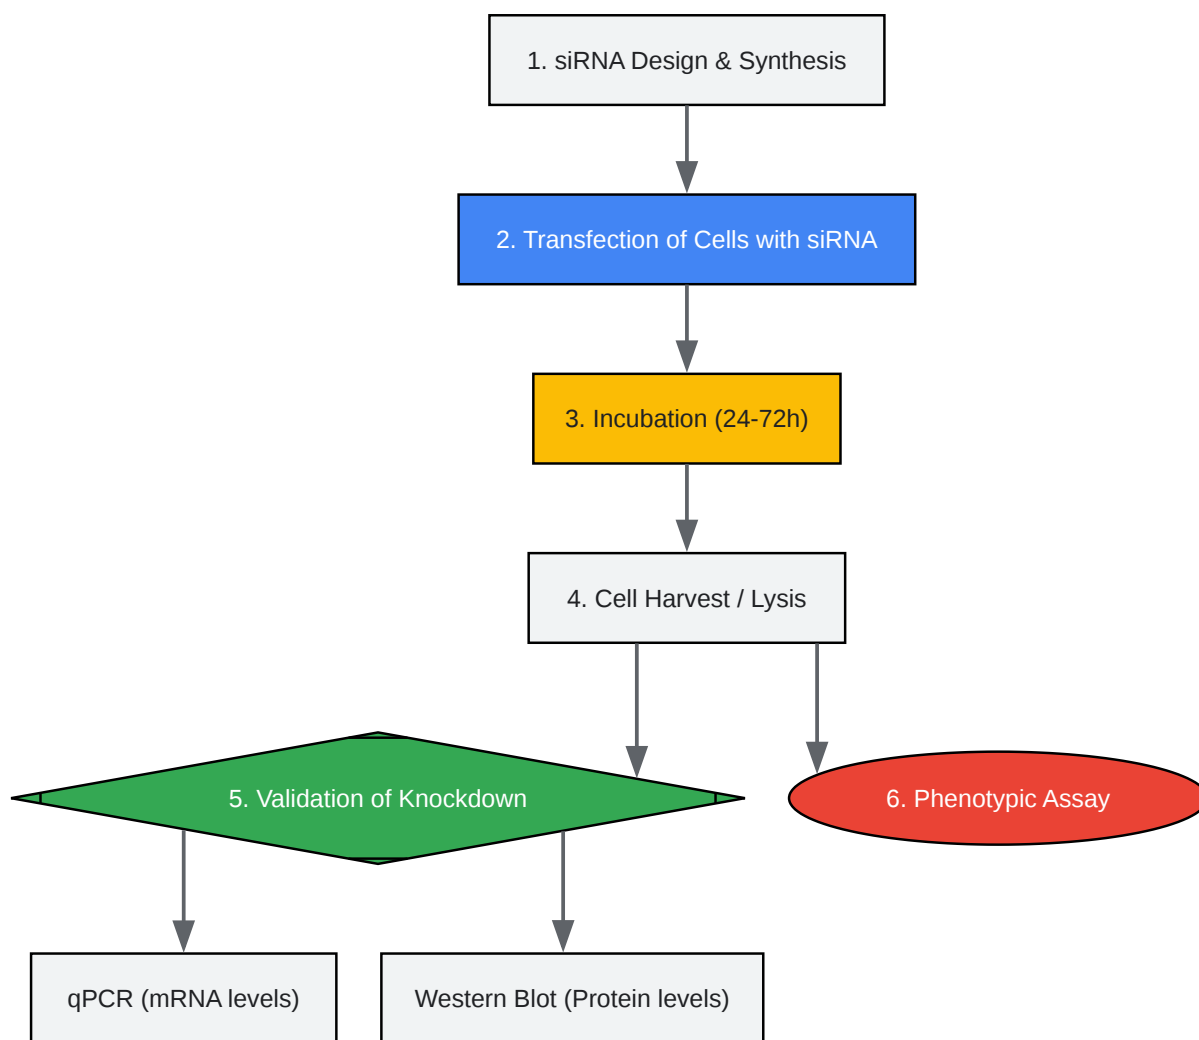 1. siRNA Design & Synthesis
2. Transfection of Cells with siRNA
3. Incubation (24-72h)
4. Cell Harvest / Lysis
5. Validation of Knockdown
6. Phenotypic Assay
qPCR (mRNA levels)
Western Blot (Protein levels)